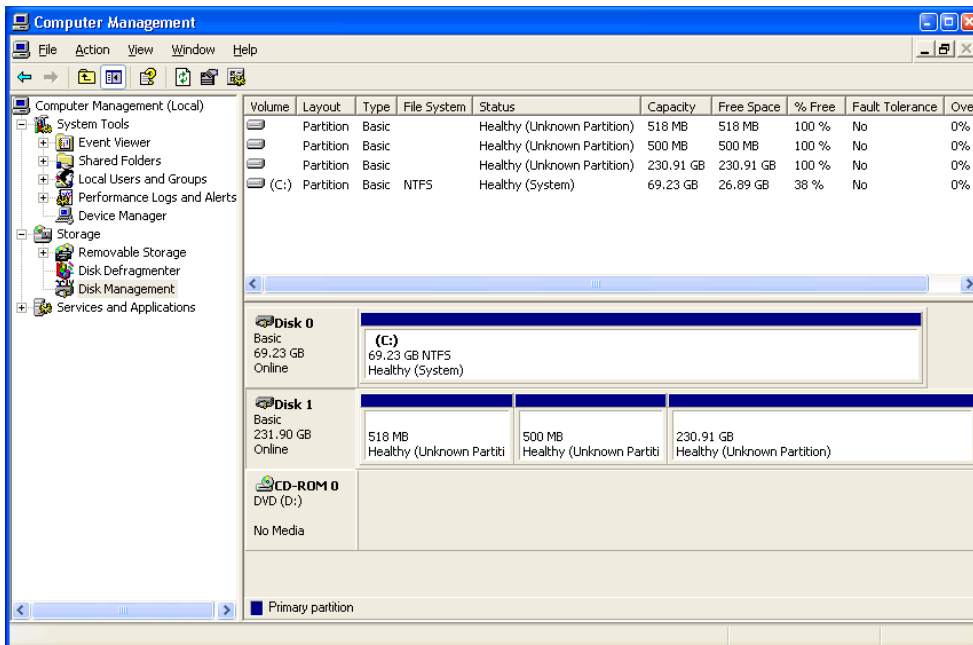 Computer Management
File Action View Window Help
Computer Management (Local)
System Tools
Event Viewer
Shared Folders
Local Users and Groups
Performance Logs and Alerts
Device Manager
Storage
Removable Storage
Disk Defragmenter
Disk Management
Services and Applications
Volume Layout Type File System Status Capacity Free Space % Free Fault Tolerance Ove
Partition Basic Healthy (Unknown Partition) 518 MB 518 MB 100 % No 0%
Partition Basic Healthy (Unknown Partition) 500 MB 500 MB 100 % No 0%
Partition Basic Healthy (Unknown Partition) 230.91 GB 230.91 GB 100 % No 0%
(C:) Partition Basic NTFS Healthy (System) 69.23 GB 26.89 GB 38 % No 0%
Disk 0
Basic
69.23 GB
Online
(C:)
69.23 GB NTFS
Healthy (System)
Disk 1
Basic
231.90 GB
Online
518 MB
Healthy (Unknown Partiti
500 MB
Healthy (Unknown Partiti
230.91 GB
Healthy (Unknown Partition)
CD-ROM 0
DVD (D:)
No Media
Primary partition